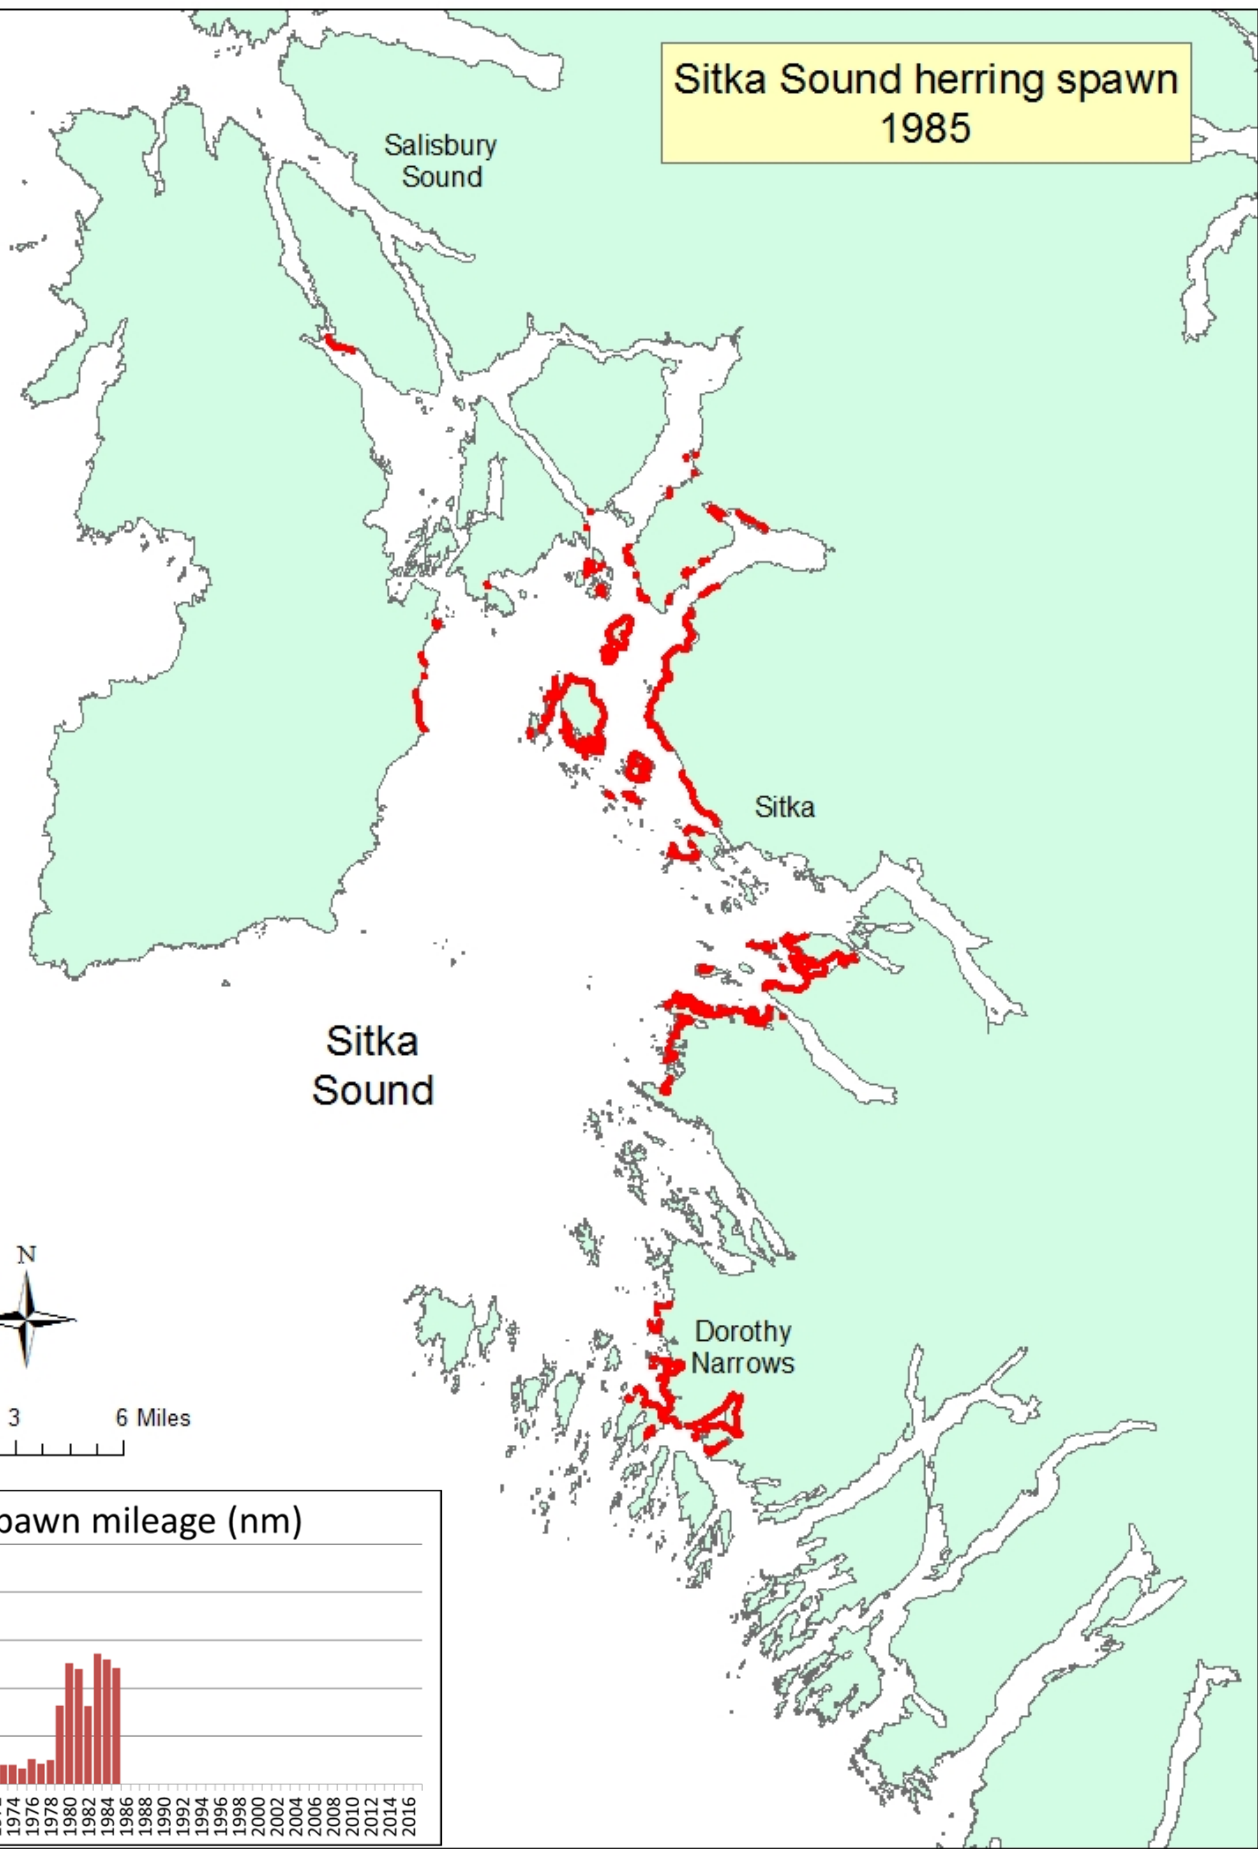 Sitka Sound herring spawn
1985
Salisbury
Sound
Sitka
Sitka
Sound
N
Dorothy
Narrows
3 6 Miles
pawn mileage (nm)
1974 1976 1978 1980 1982 1984 1986 1988 1990 1992 1994 1996 1998 2000 2002 2004 2006 2008 2010 2012 2014 2016